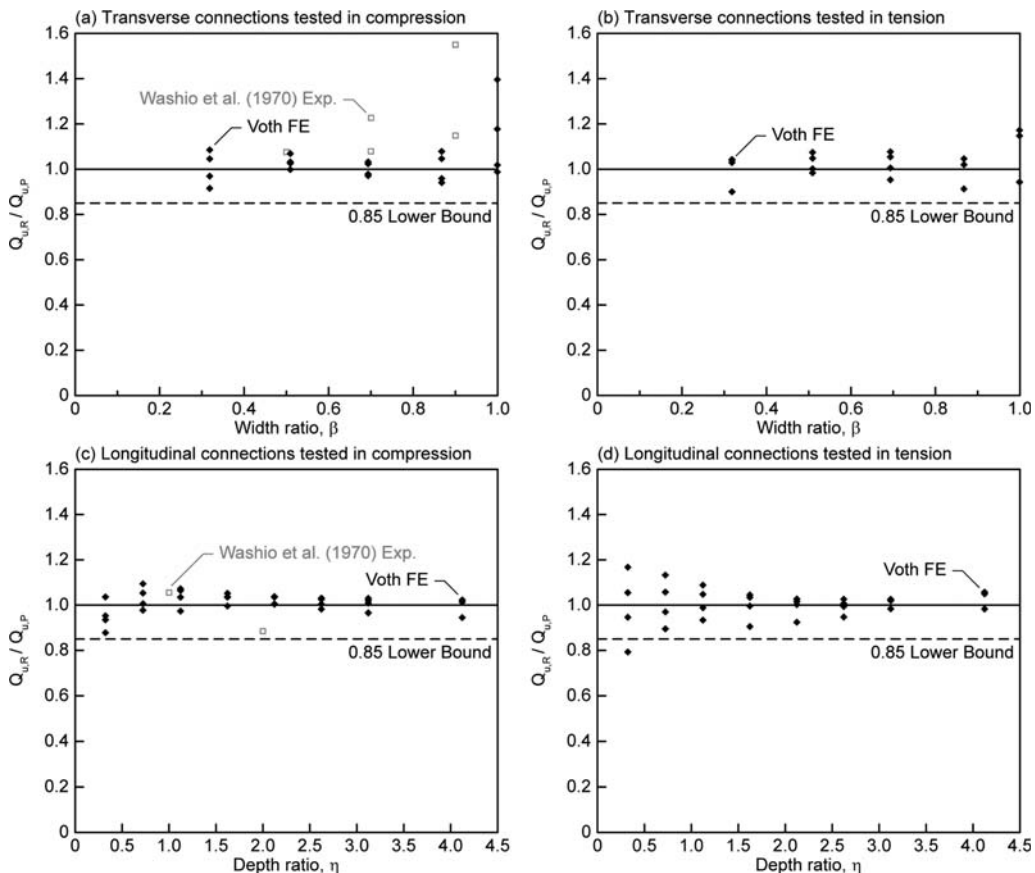 (a) Transverse connections tested in compression
1.6
1.4
1.2
1.0
0.8
0.6
0.4
0.2
0
Q_{u,R} / Q_{u,P}
Washio et al. (1970) Exp.
Voth FE
0.85 Lower Bound
0 0.2 0.4 0.6 0.8 1.0
Width ratio, β
(b) Transverse connections tested in tension
1.6
1.4
1.2
1.0
0.8
0.6
0.4
0.2
0
Q_{u,R} / Q_{u,P}
Voth FE
0.85 Lower Bound
0 0.2 0.4 0.6 0.8 1.0
Width ratio, β
(c) Longitudinal connections tested in compression
1.6
1.4
1.2
1.0
0.8
0.6
0.4
0.2
0
Q_{u,R} / Q_{u,P}
Washio et al. (1970) Exp.
Voth FE
0.85 Lower Bound
0 0.5 1.0 1.5 2.0 2.5 3.0 3.5 4.0 4.5
Depth ratio, η
(d) Longitudinal connections tested in tension
1.6
1.4
1.2
1.0
0.8
0.6
0.4
0.2
0
Q_{u,R} / Q_{u,P}
Voth FE
0.85 Lower Bound
0 0.5 1.0 1.5 2.0 2.5 3.0 3.5 4.0 4.5
Depth ratio, η